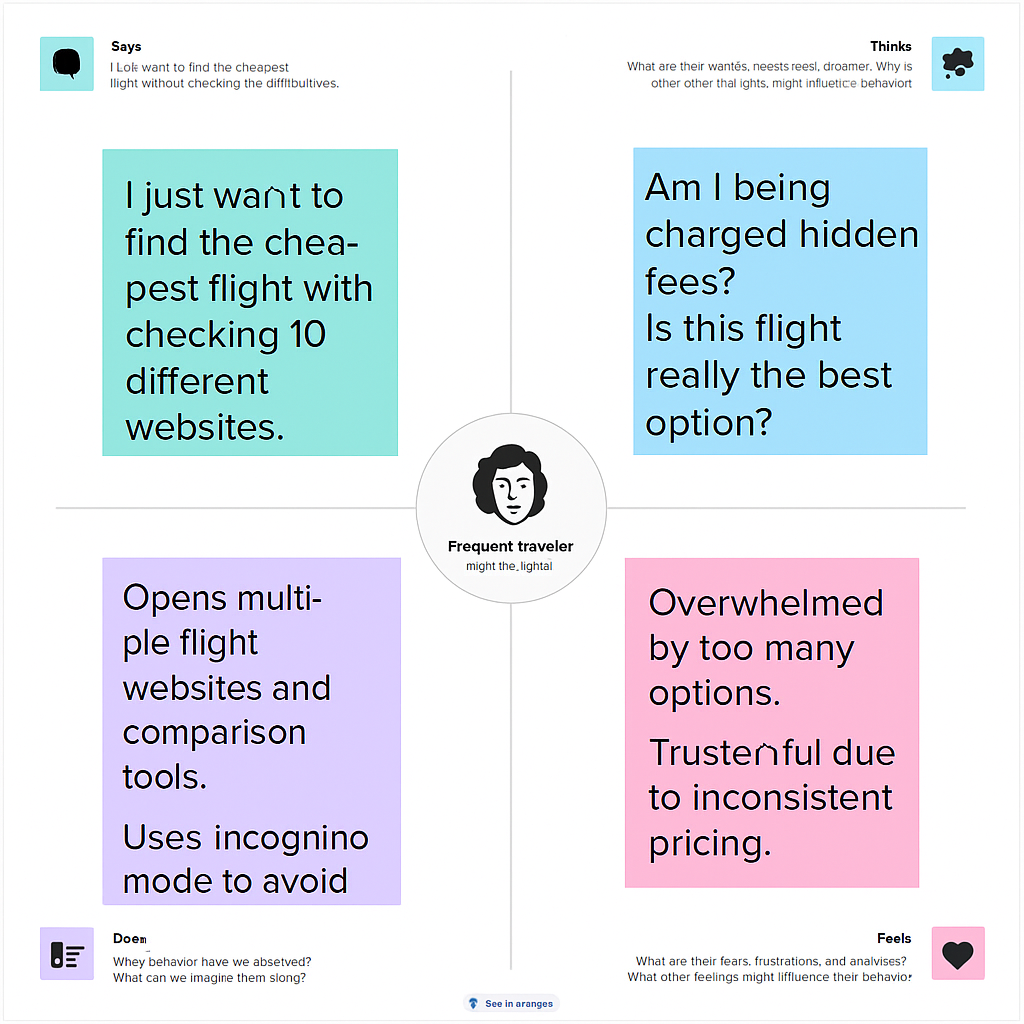 Says
I Lok want to find the cheapest
llight without checking the diffltbultives.
Thinks
What are their wantés, neests reesl, droamer. Why is
other other thal ights, might influetice behaviort
I just want to
find the chea-
pest flight with
checking 10
different
websites.
Am I being
charged hidden
fees?
Is this flight
really the best
option?
Frequent traveler
might the lightal
Opens multi-
ple flight
websites and
comparison
tools.
Uses incognino
mode to avoid
Overwhelmed
by too many
options.
Trustenful due
to inconsistent
pricing.
Doem
Whey behavior have we absetved?
What can we imagine them slong?
Feels
What are their fears. frustrations, and analvises?
What other feelings might liffluence their behavior
See in aranges